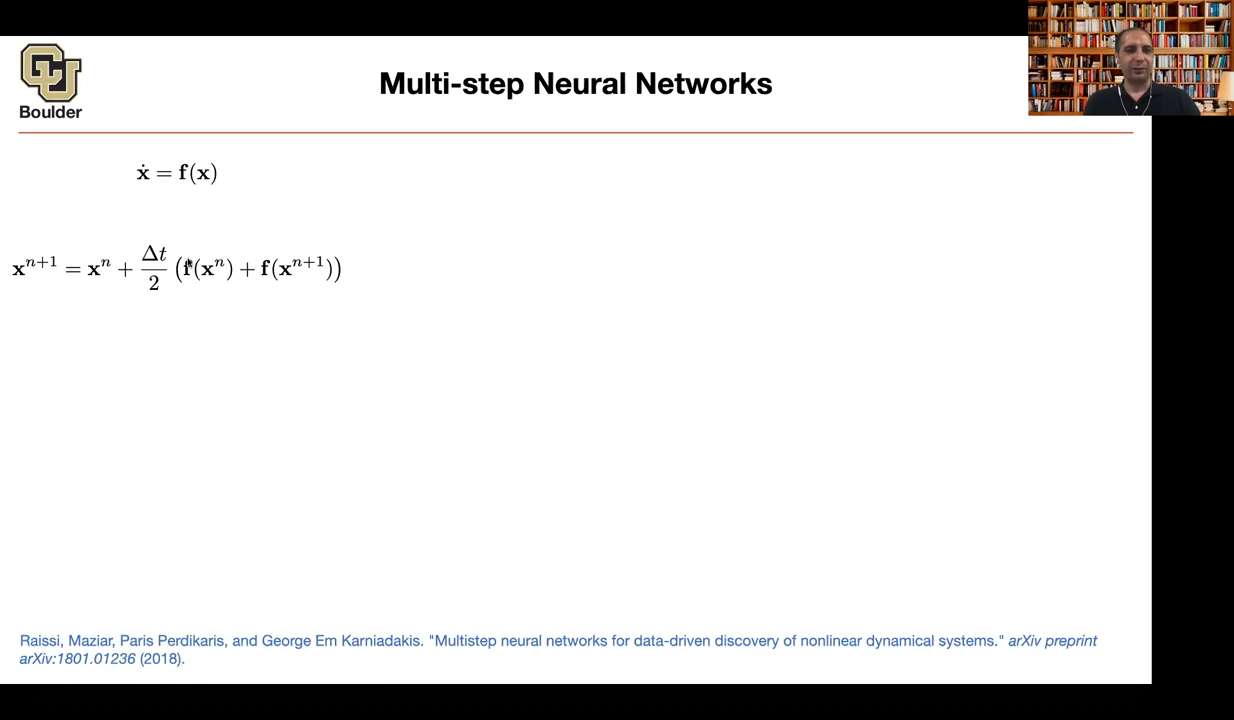 Boulder
Multi-step Neural Networks
ẋ = f(x)
xⁿ⁺¹ = xⁿ + Δt/2 (f(xⁿ) + f(xⁿ⁺¹))
Raissi, Maziar, Paris Perdikaris, and George Em Karniadakis. "Multistep neural networks for data-driven discovery of nonlinear dynamical systems." arXiv preprint
arXiv:1801.01236 (2018).